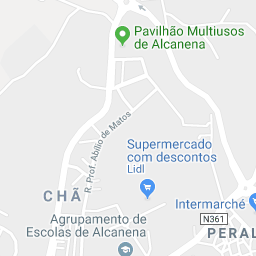 Pavilhão Multiusos
de Alcanena
R. Prof. Abílio de Matos
Supermercado
com descontos
Lidl
CHÃ
Intermarché
N361
PERAL
Agrupamento de
Escolas de Alcanena